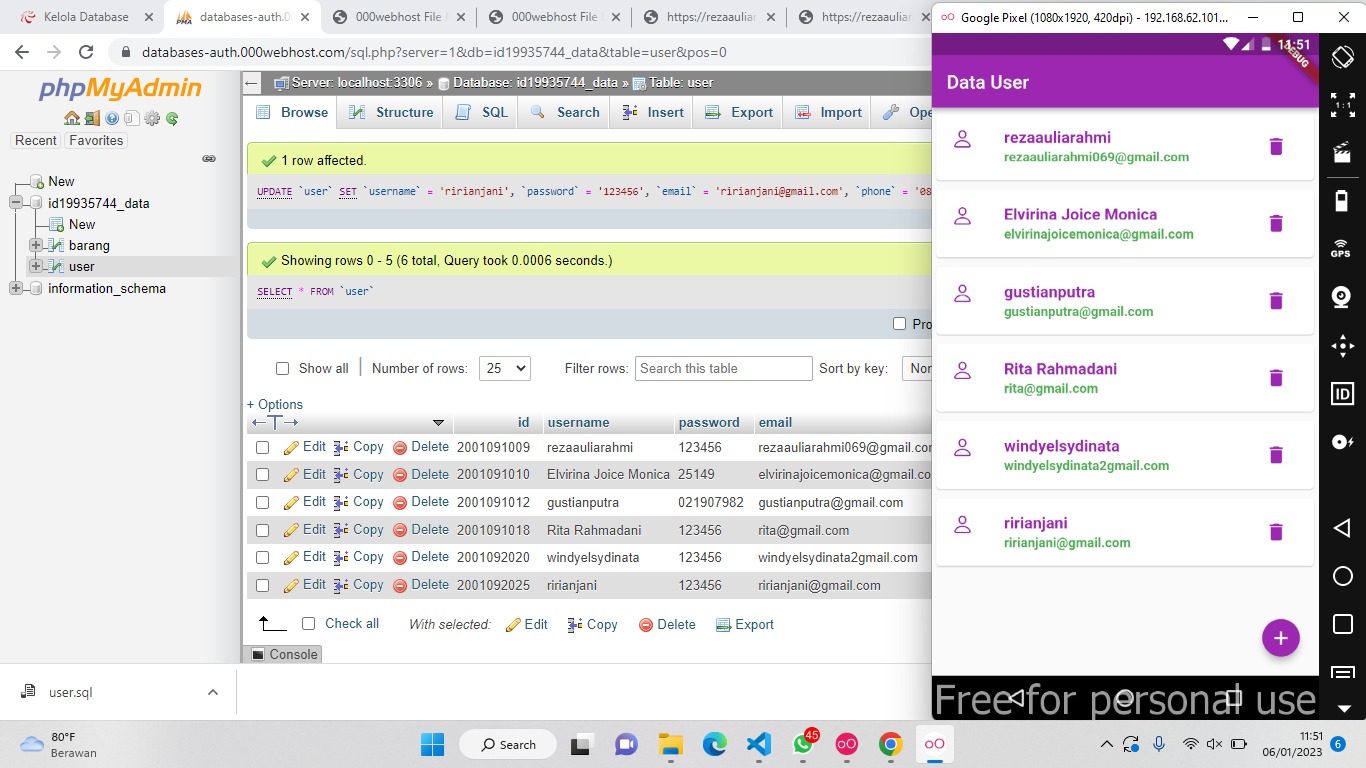 Kelola Database
databases-auth.0
000webhost File
000webhost File
https://rezaaulia
https://rezaaulia
databases-auth.000webhost.com/sql.php?server=1&db=id19935744_data&table=user&pos=0
phpMyAdmin
Recent
Favorites
New
id19935744_data
New
barang
user
information_schema
Server: localhost:3306 » Database: id19935744_data » Table: user
Browse Structure SQL Search Insert Export Import Ope
1 row affected.
UPDATE `user` SET `username` = 'ririanjani', `password` = '123456', `email` = 'ririanjani@gmail.com', `phone` = '08
Showing rows 0 - 5 (6 total, Query took 0.0006 seconds.)
SELECT * FROM `user`
Pro
Show all | Number of rows: 25 Filter rows: Search this table Sort by key: Non
+ Options
←T→ id username password email
Edit Copy Delete 2001091009 rezaauliarahmi 123456 rezaauliarahmi069@gmail.com
Edit Copy Delete 2001091010 Elvirina Joice Monica 25149 elvirinajoicemonica@gmail.co
Edit Copy Delete 2001091012 gustianputra 021907982 gustianputra@gmail.com
Edit Copy Delete 2001091018 Rita Rahmadani 123456 rita@gmail.com
Edit Copy Delete 2001092020 windyelsydinata 123456 windyelsydinata2gmail.com
Edit Copy Delete 2001092025 ririanjani 123456 ririanjani@gmail.com
Check all With selected: Edit Copy Delete Export
Console
user.sql
Google Pixel (1080x1920, 420dpi) - 192.168.62.101...
11:51
DEBUG
Data User
rezaauliarahmi
rezaauliarahmi069@gmail.com
Elvirina Joice Monica
elvirinajoicemonica@gmail.com
gustianputra
gustianputra@gmail.com
Rita Rahmadani
rita@gmail.com
windyelsydinata
windyelsydinata2gmail.com
ririanjani
ririanjani@gmail.com
+
Free for personal use
1:1
GPS
ID
80°F
Berawan
Search
45
11:51
06/01/2023
6